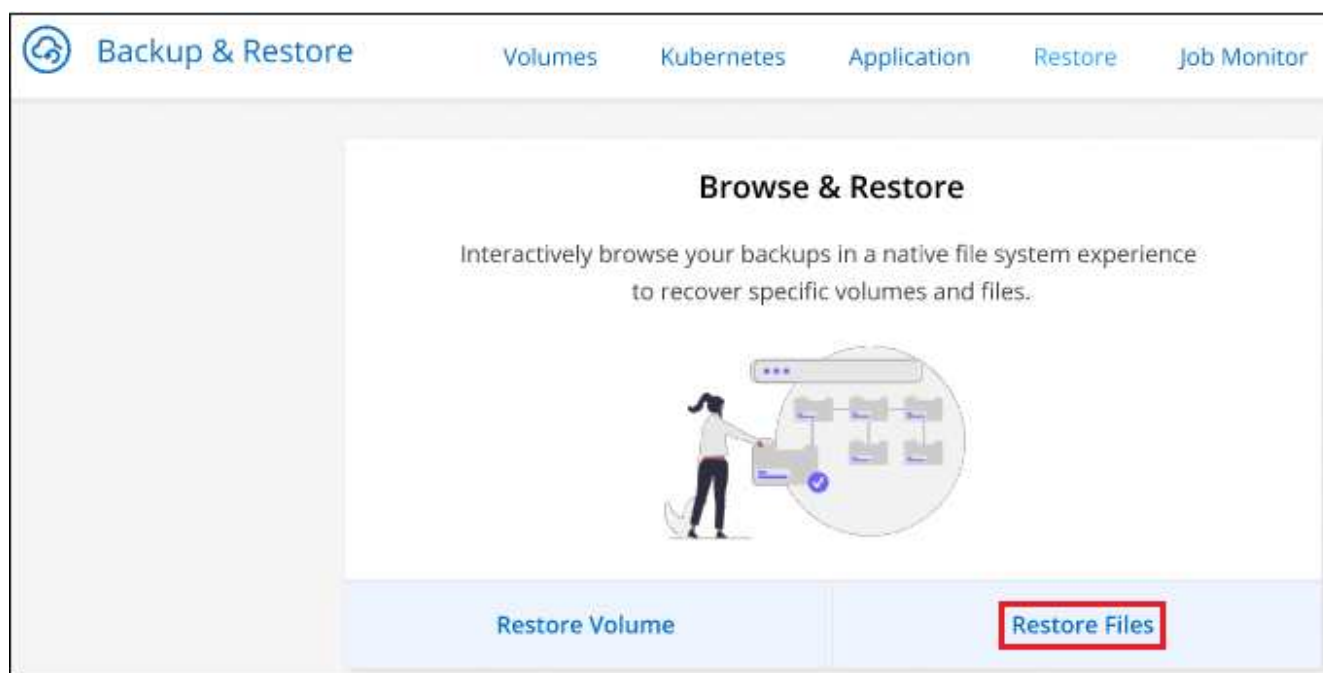 Backup & Restore Volumes Kubernetes Application Restore Job Monitor
Browse & Restore
Interactively browse your backups in a native file system experience
to recover specific volumes and files.
Restore Volume Restore Files